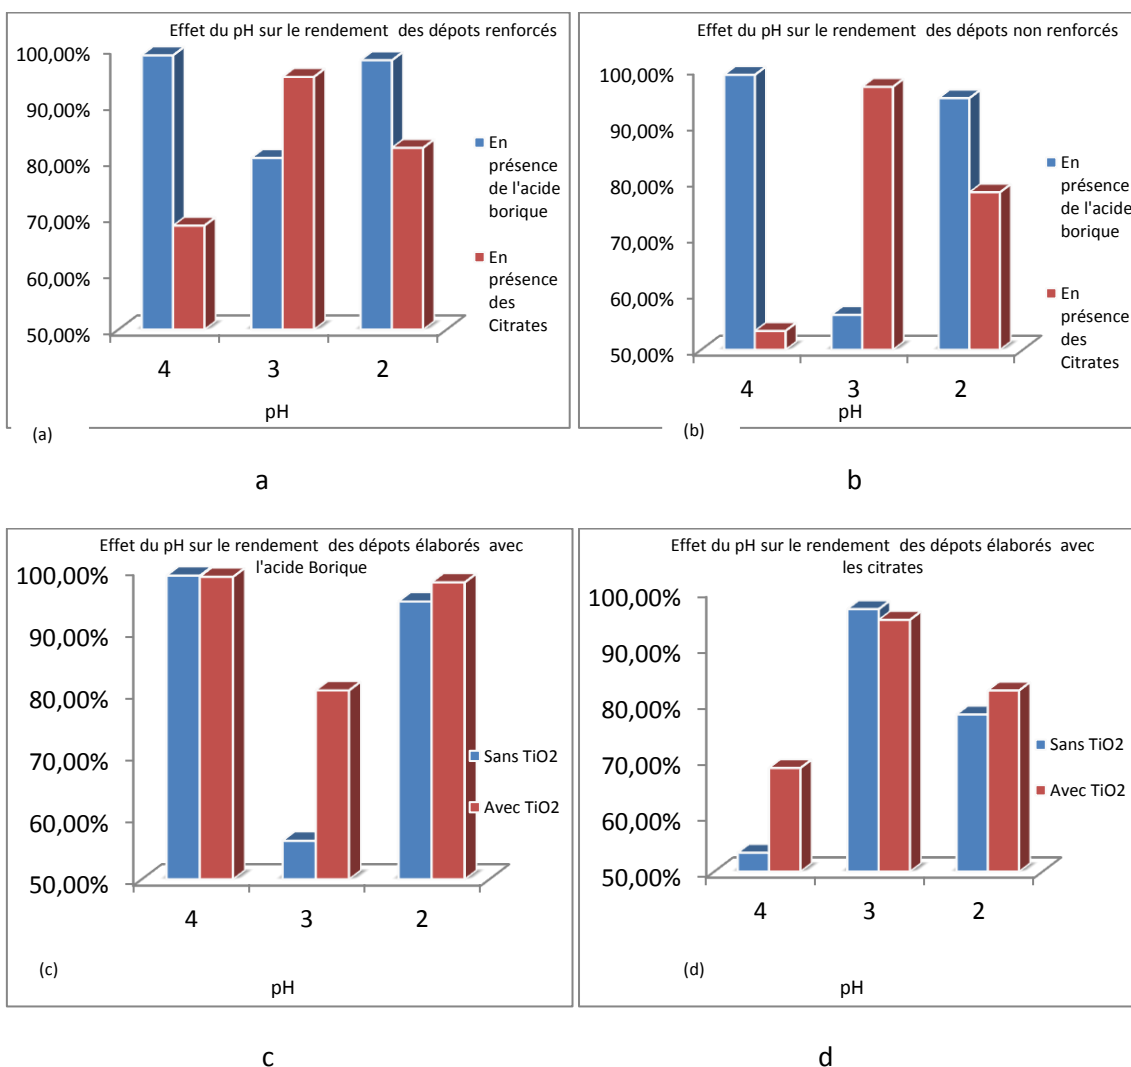 Effet du pH sur le rendement des dépots renforcés
100,00%
90,00%
80,00%
70,00%
60,00%
50,00%
4 3 2
pH
En
présence
de l'acide
borique
En
présence
des
Citrates
(a)
a
Effet du pH sur le rendement des dépots non renforcés
100,00%
90,00%
80,00%
70,00%
60,00%
50,00%
4 3 2
pH
En
présence
de l'acide
borique
En
présence
des
Citrates
(b)
b
Effet du pH sur le rendement des dépots élaborés avec
l'acide Borique
100,00%
90,00%
80,00%
70,00%
60,00%
50,00%
4 3 2
pH
Sans TiO2
Avec TiO2
(c)
c
Effet du pH sur le rendement des dépots élaborés avec
les citrates
100,00%
90,00%
80,00%
70,00%
60,00%
50,00%
4 3 2
pH
Sans TiO2
Avec TiO2
(d)
d